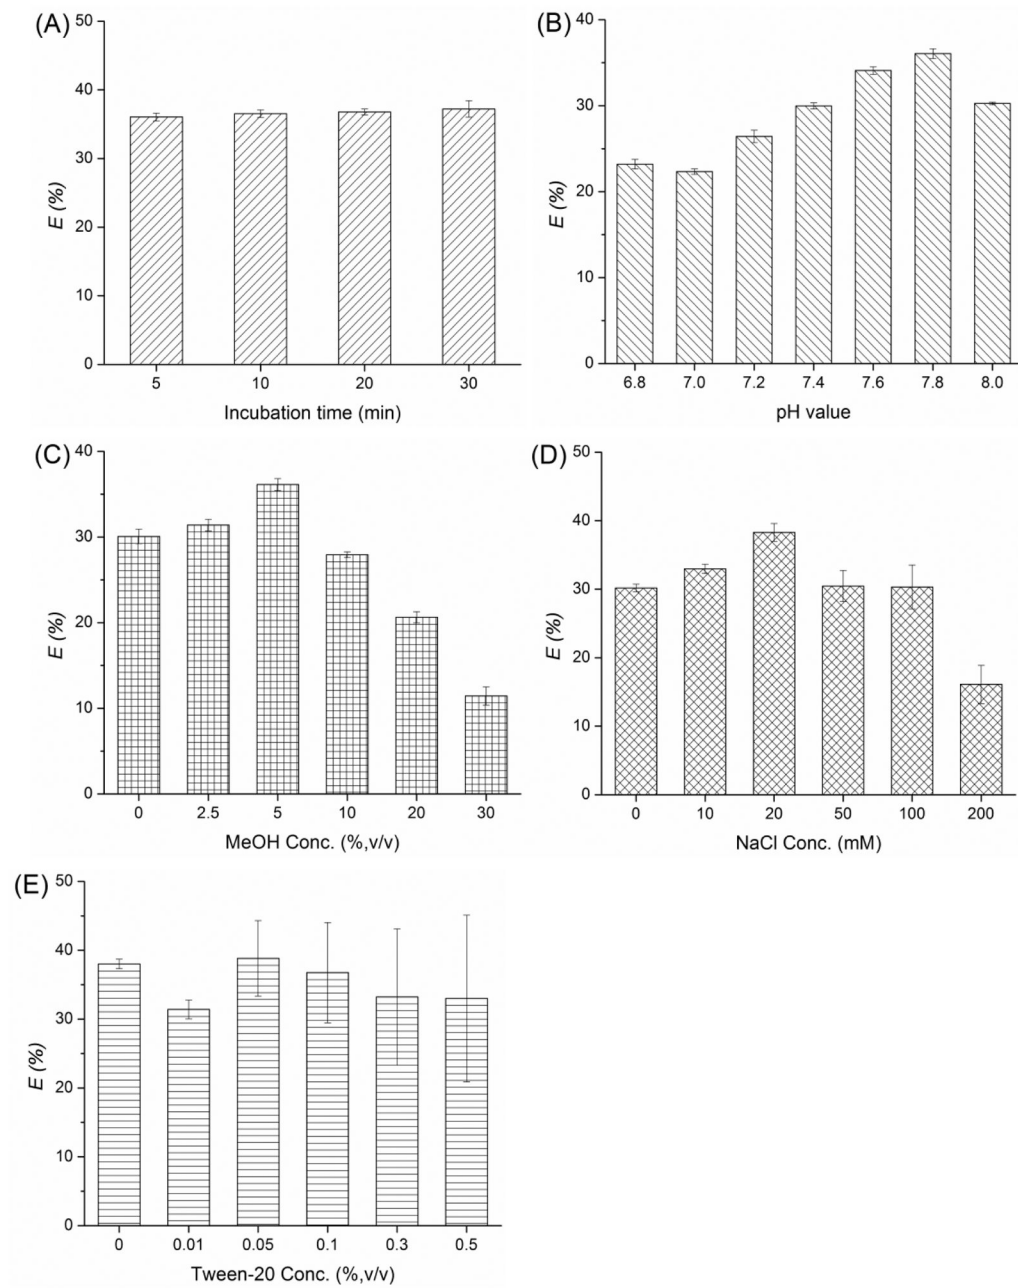 (A)
50
40
30
20
10
0
E (%)
5 10 20 30
Incubation time (min)
(B)
40
30
20
10
0
E (%)
6.8 7.0 7.2 7.4 7.6 7.8 8.0
pH value
(C)
40
30
20
10
0
E (%)
0 2.5 5 10 20 30
MeOH Conc. (%,v/v)
(D)
50
40
30
20
10
0
E (%)
0 10 20 50 100 200
NaCl Conc. (mM)
(E)
50
40
30
20
10
0
E (%)
0 0.01 0.05 0.1 0.3 0.5
Tween-20 Conc. (%,v/v)